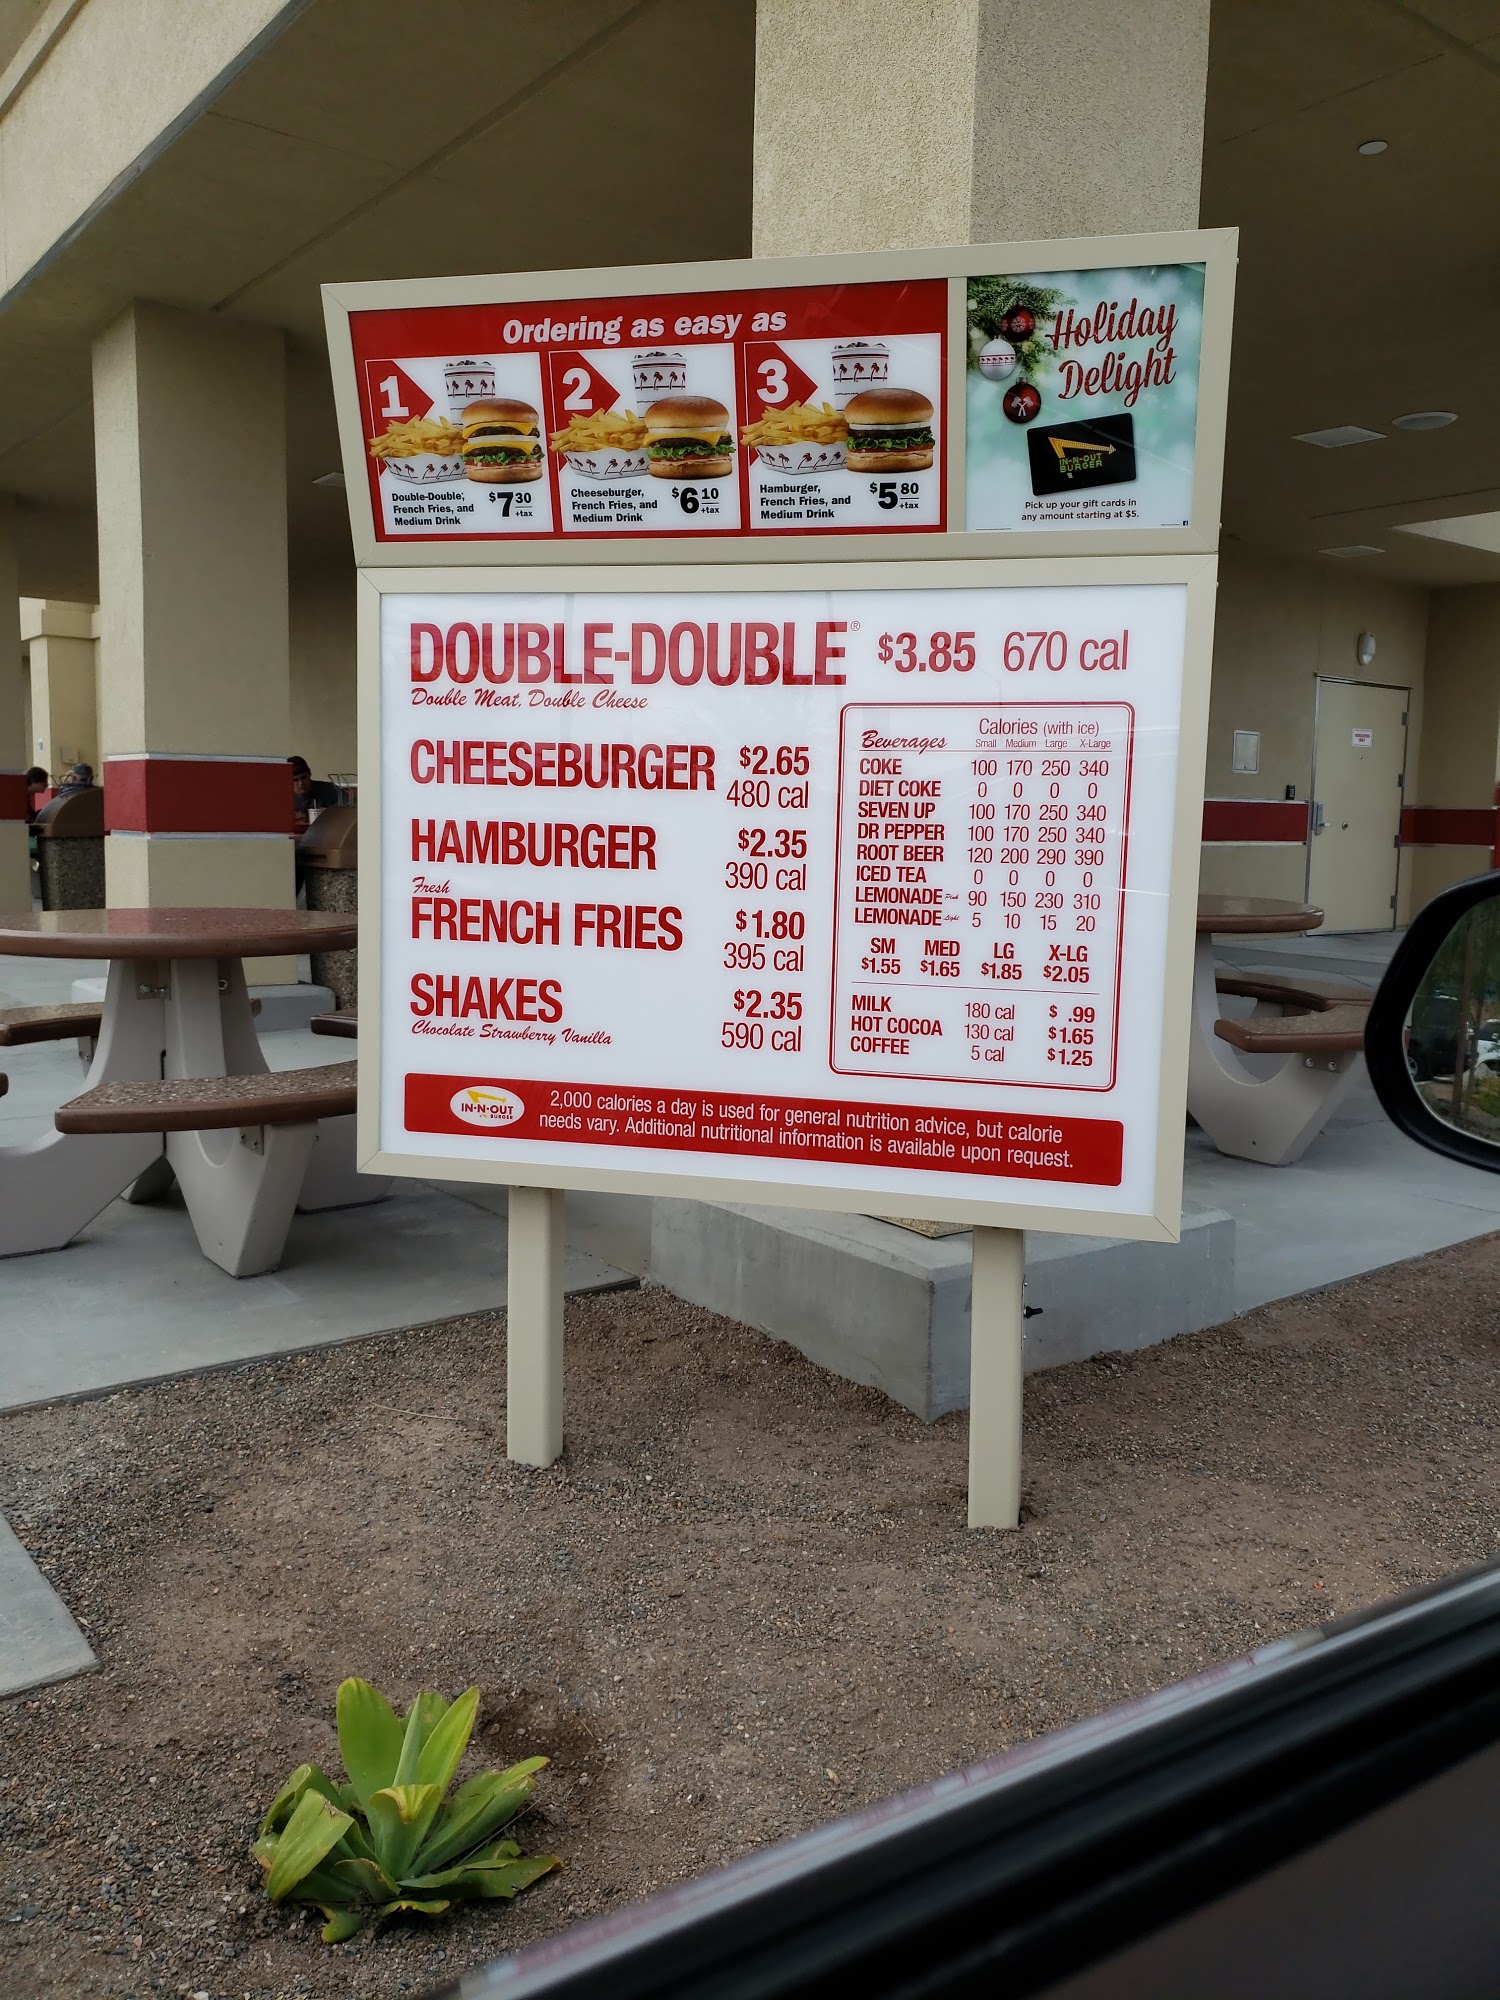 Ordering as easy as
1
Double-Double®,
French Fries, and
Medium Drink
$7 30
+tax
2
Cheeseburger,
French Fries, and
Medium Drink
$6 10
+tax
3
Hamburger,
French Fries, and
Medium Drink
$5 80
+tax
Holiday
Delight
IN-N-OUT
BURGER
Pick up your gift cards in
any amount starting at $5.
DOUBLE-DOUBLE® $3.85 670 cal
Double Meat, Double Cheese
CHEESEBURGER $2.65
480 cal
HAMBURGER $2.35
390 cal
Fresh
FRENCH FRIES $1.80
395 cal
SHAKES $2.35
Chocolate Strawberry Vanilla 590 cal
Calories (with ice)
Beverages Small Medium Large X-Large
COKE 100 170 250 340
DIET COKE 0 0 0 0
SEVEN UP 100 170 250 340
DR PEPPER 100 170 250 340
ROOT BEER 120 200 290 390
ICED TEA 0 0 0 0
LEMONADE Pink 90 150 230 310
LEMONADE Light 5 10 15 20
SM MED LG X-LG
$1.55 $1.65 $1.85 $2.05
MILK 180 cal $ .99
HOT COCOA 130 cal $1.65
COFFEE 5 cal $1.25
IN-N-OUT
BURGER
2,000 calories a day is used for general nutrition advice, but calorie
needs vary. Additional nutritional information is available upon request.